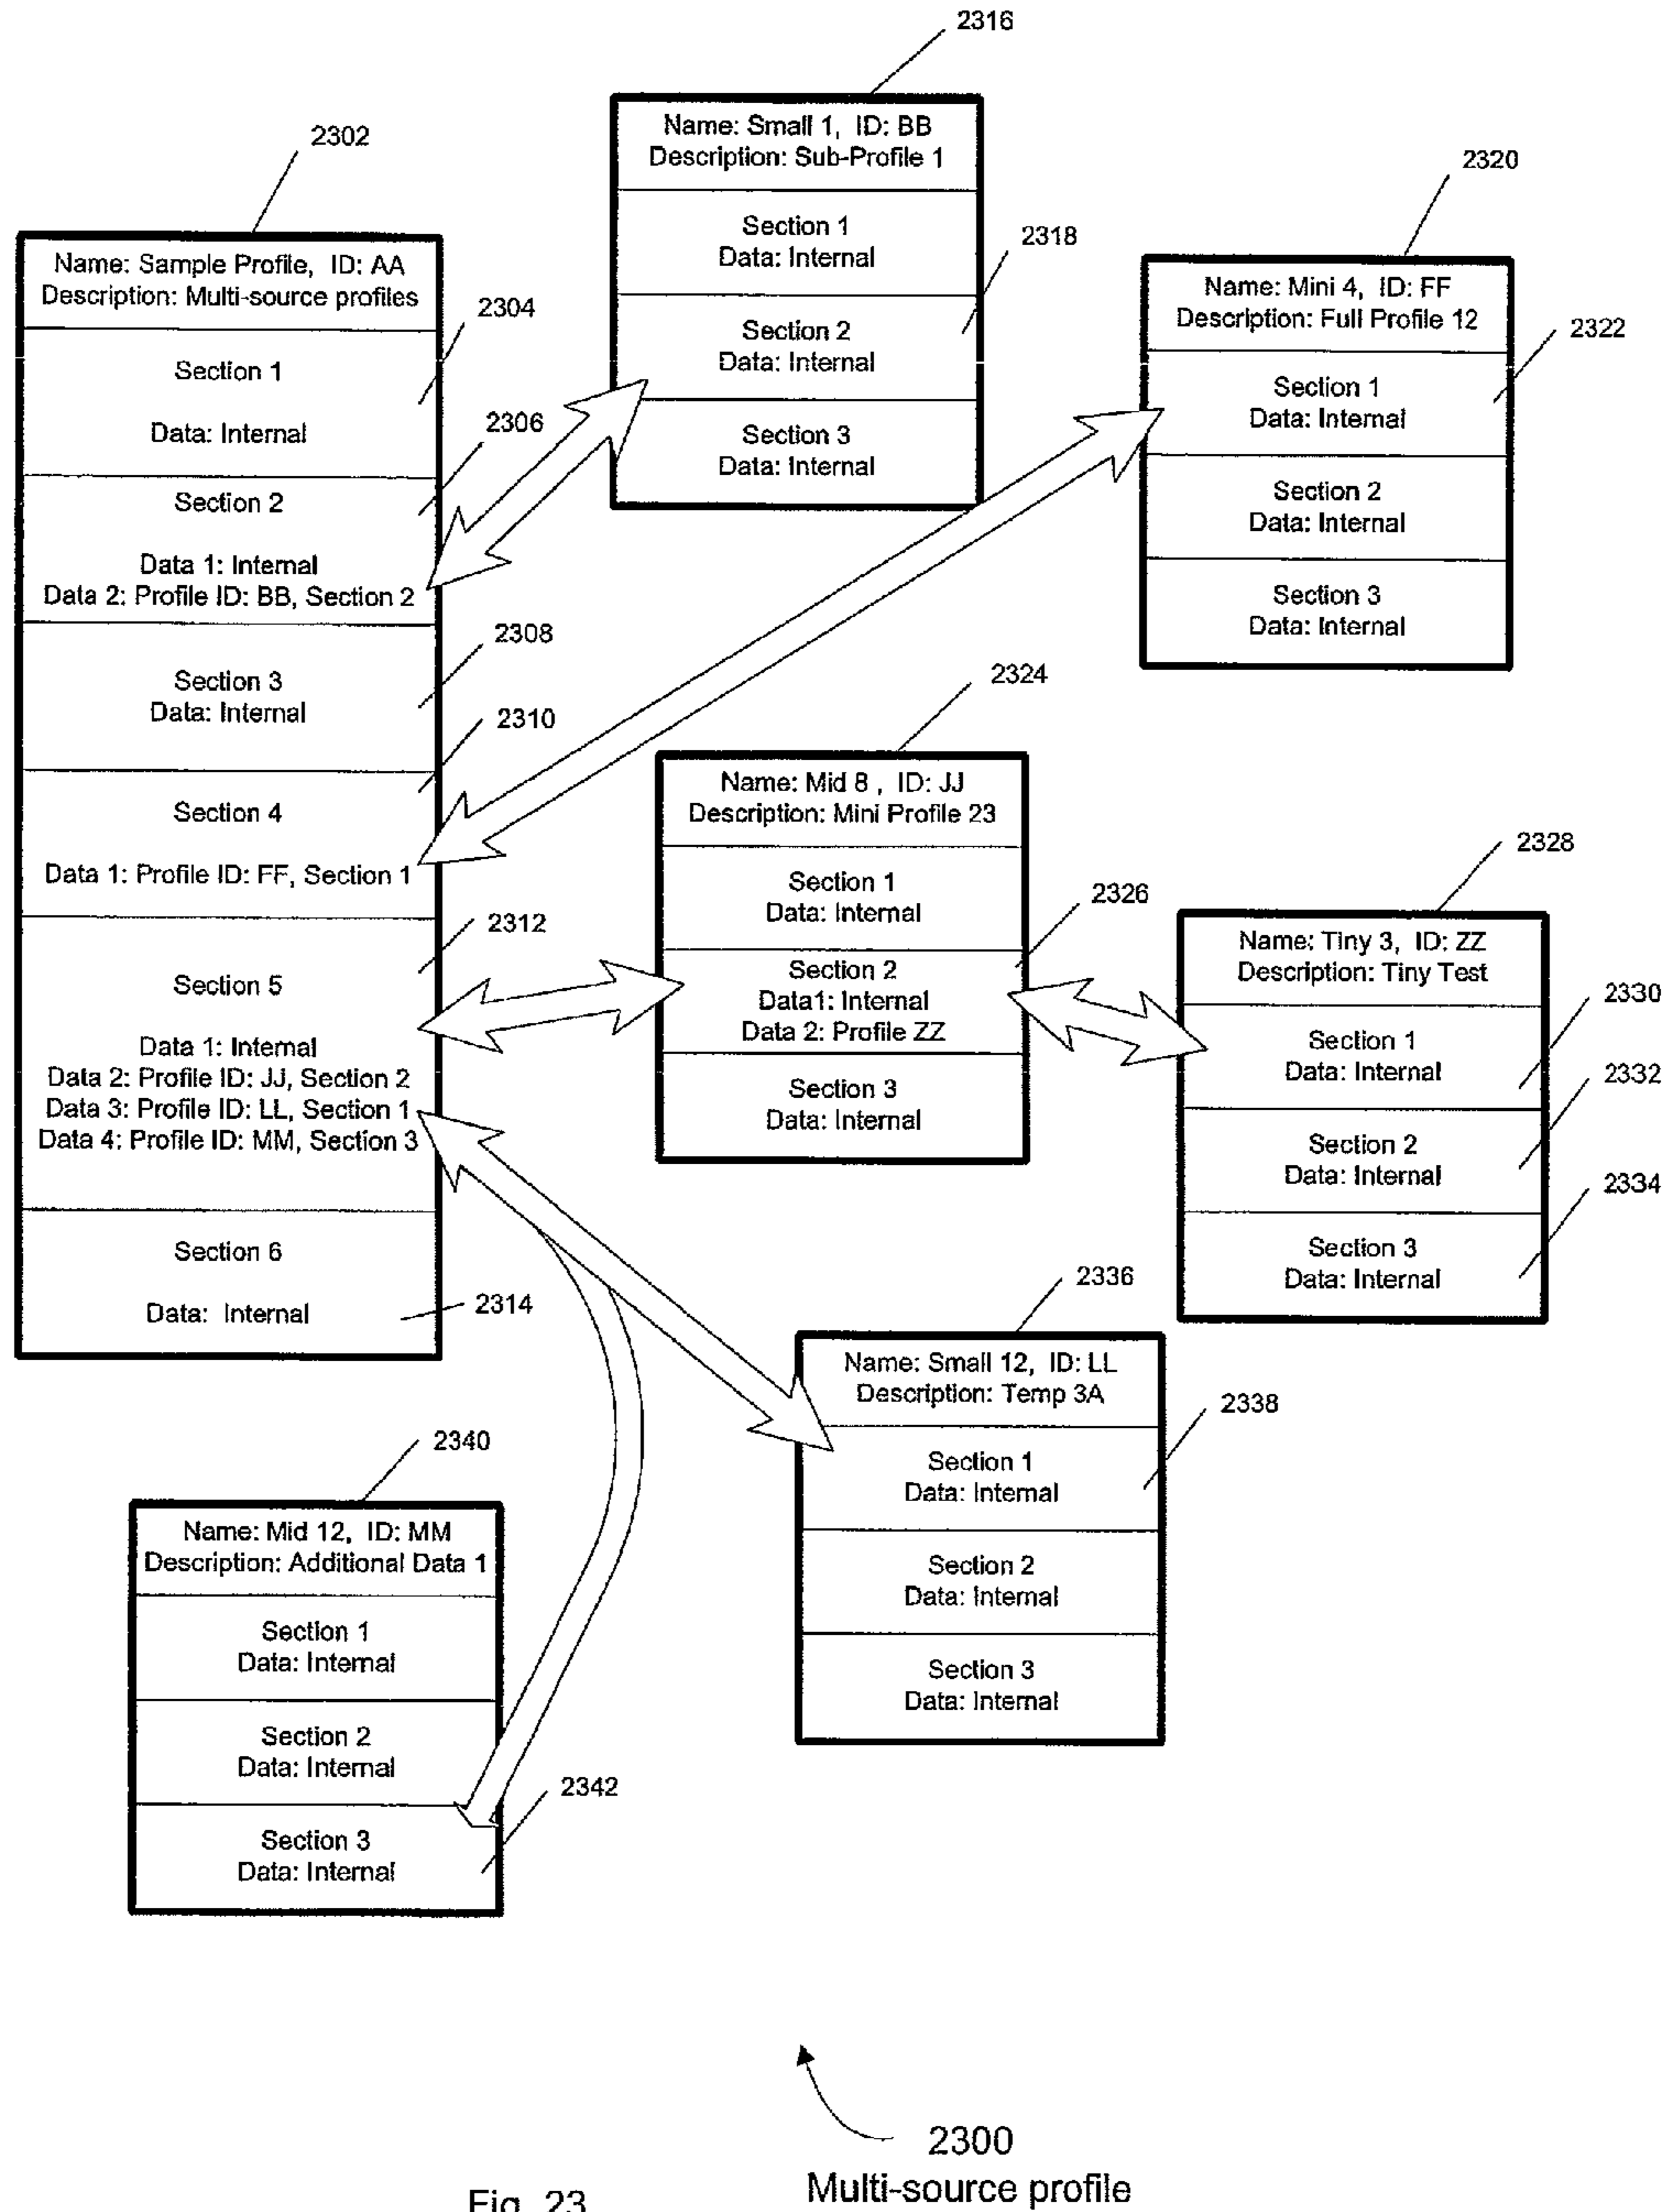 2316
Name: Small 1, ID: BB
Description: Sub-Profile 1
Section 1
Data: Internal
2318
Section 2
Data: Internal
Section 3
Data: Internal
2302
Name: Sample Profile, ID: AA
Description: Multi-source profiles
2304
Section 1
Data: Internal
2306
Section 2
Data 1: Internal
Data 2: Profile ID: BB, Section 2
2308
Section 3
Data: Internal
2310
Section 4
Data 1: Profile ID: FF, Section 1
2312
Section 5
Data 1: Internal
Data 2: Profile ID: JJ, Section 2
Data 3: Profile ID: LL, Section 1
Data 4: Profile ID: MM, Section 3
Section 6
Data: Internal
2314
2320
Name: Mini 4, ID: FF
Description: Full Profile 12
2322
Section 1
Data: Internal
Section 2
Data: Internal
Section 3
Data: Internal
2324
Name: Mid 8 , ID: JJ
Description: Mini Profile 23
Section 1
Data: Internal
2326
Section 2
Data1: Internal
Data 2: Profile ZZ
Section 3
Data: Internal
2328
Name: Tiny 3, ID: ZZ
Description: Tiny Test
2330
Section 1
Data: Internal
2332
Section 2
Data: Internal
2334
Section 3
Data: Internal
2336
Name: Small 12, ID: LL
Description: Temp 3A
2338
Section 1
Data: Internal
Section 2
Data: Internal
Section 3
Data: Internal
2340
Name: Mid 12, ID: MM
Description: Additional Data 1
Section 1
Data: Internal
Section 2
Data: Internal
2342
Section 3
Data: Internal
2300
Multi-source profile
Fig. 23